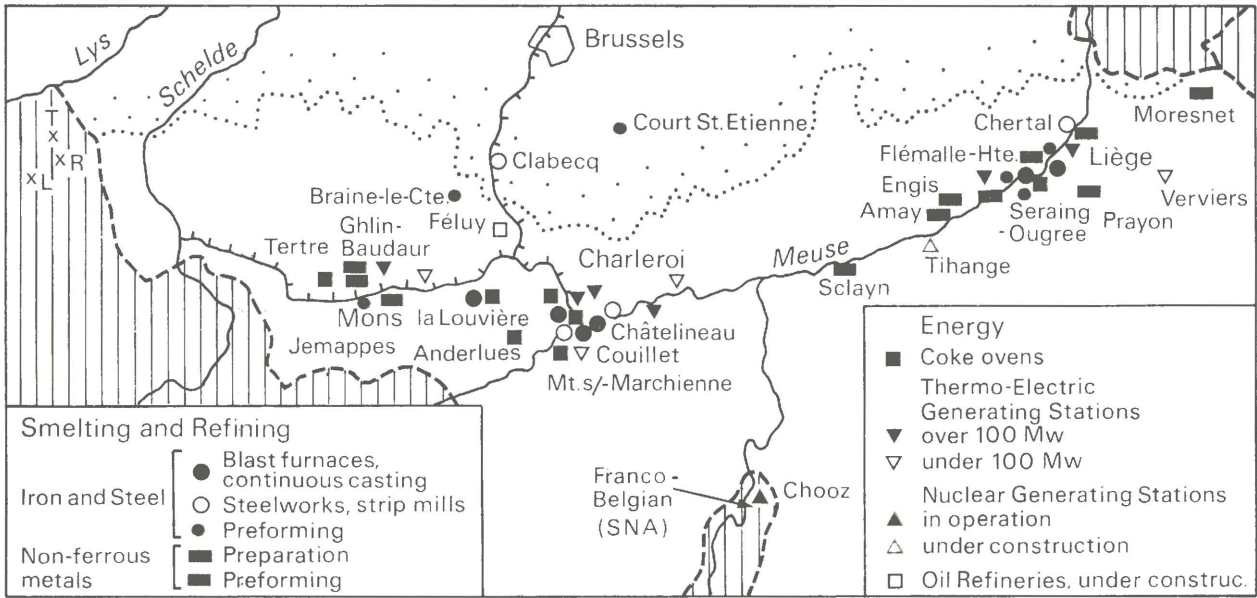 Lys
Schelde
Brussels
T
R
L
Court St. Etienne
Clabecq
Braine-le-Cte.
Féluy
Ghlin-
Baudaur
Tertre
Mons
Jemappes
la Louvière
Anderlues
Charleroi
Châtelineau
Couillet
Mt. s/-Marchienne
Meuse
Sclayn
Tihange
Chertal
Moresnet
Flémalle-Hte.
Liège
Engis
Amay
Seraing
-Ougree
Prayon
Verviers
Franco-
Belgian
(SNA)
Chooz
Smelting and Refining
Iron and Steel
Blast furnaces,
continuous casting
Steelworks, strip mills
Preforming
Non-ferrous
metals
Preparation
Preforming
Energy
Coke ovens
Thermo-Electric
Generating Stations
over 100 Mw
under 100 Mw
Nuclear Generating Stations
in operation
under construction
Oil Refineries, under construc.